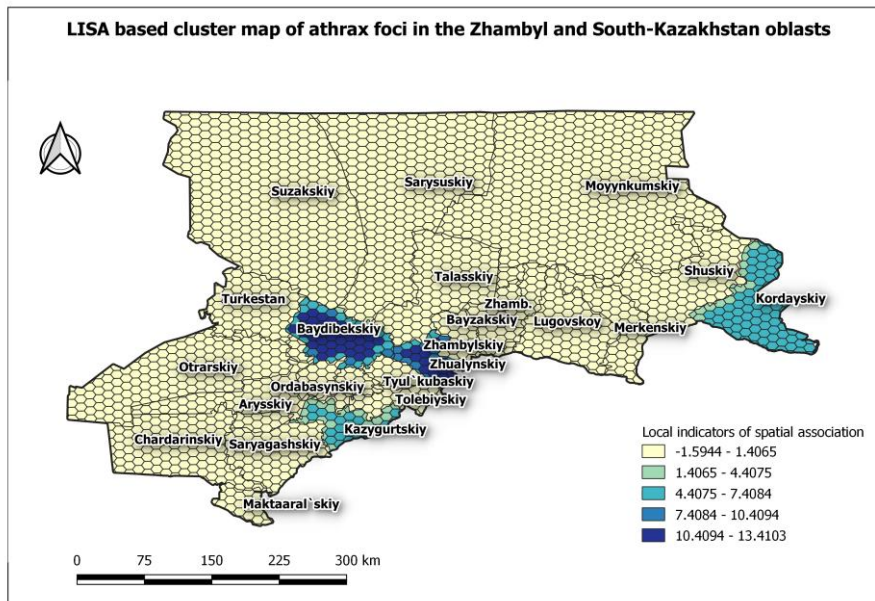 LISA based cluster map of athrax foci in the Zhambyl and South-Kazakhstan oblasts
Suzakskiy
Sarysuskiy
Moyynkumskiy
Talasskiy
Shuskiy
Turkestan
Zhamb.
Kordayskiy
Baydibekskiy
Bayzakskiy
Lugovskoy
Merkenskiy
Zhambylskiy
Otrarskiy
Zhualynskiy
Ordabasynskiy
Tyul`kubaskiy
Arysskiy
Tolebiyskiy
Chardarinskiy
Saryagashskiy
Kazygurtskiy
Maktaaral`skiy
Local indicators of spatial association
-1.5944 - 1.4065
1.4065 - 4.4075
4.4075 - 7.4084
7.4084 - 10.4094
10.4094 - 13.4103
0 75 150 225 300 km